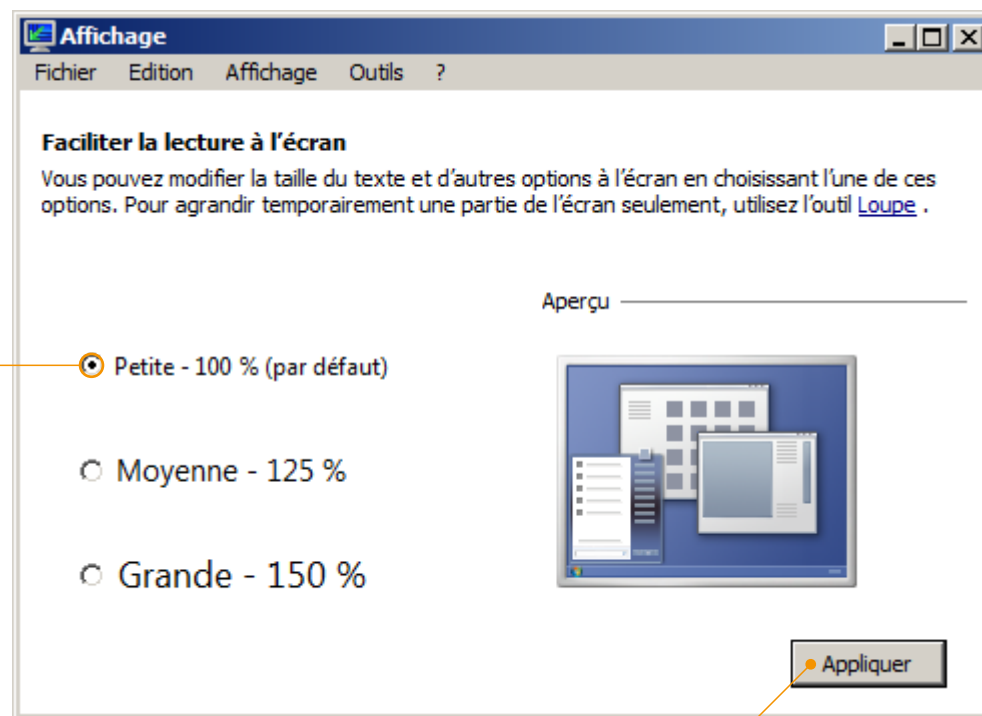 Affichage
Fichier Edition Affichage Outils ?
Faciliter la lecture à l’écran
Vous pouvez modifier la taille du texte et d’autres options à l’écran en choisissant l’une de ces
options. Pour agrandir temporairement une partie de l’écran seulement, utilisez l’outil Loupe .
Aperçu
Petite - 100 % (par défaut)
Moyenne - 125 %
Grande - 150 %
Appliquer